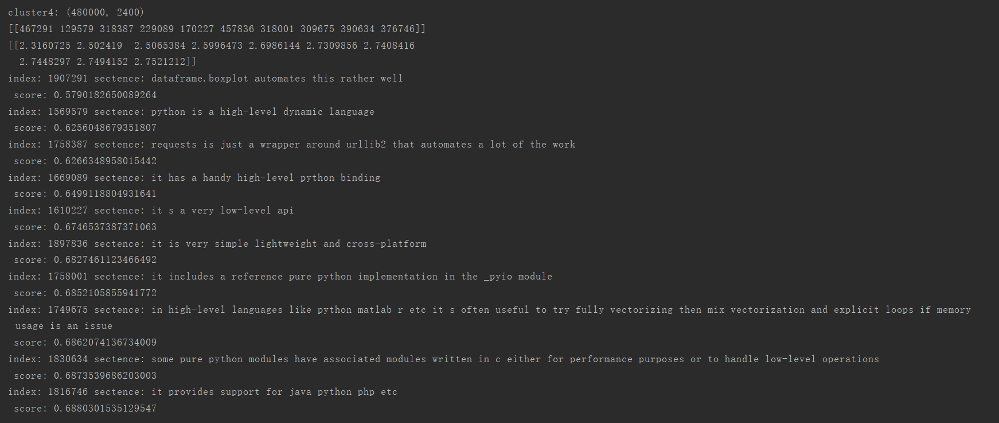 cluster4: (480000, 2400)
[[467291 129579 318387 229089 170227 457836 318001 309675 390634 376746]]
[[2.3160725 2.502419  2.5065384 2.5996473 2.6986144 2.7309856 2.7408416
  2.7448297 2.7494152 2.7521212]]
index: 1907291 sectence: dataframe.boxplot automates this rather well
 score: 0.5790182650089264
index: 1569579 sectence: python is a high-level dynamic language
 score: 0.6256048679351807
index: 1758387 sectence: requests is just a wrapper around urllib2 that automates a lot of the work
 score: 0.6266348958015442
index: 1669089 sectence: it has a handy high-level python binding
 score: 0.6499118804931641
index: 1610227 sectence: it s a very low-level api
 score: 0.6746537387371063
index: 1897836 sectence: it is very simple lightweight and cross-platform
 score: 0.6827461123466492
index: 1758001 sectence: it includes a reference pure python implementation in the _pyio module
 score: 0.6852105855941772
index: 1749675 sectence: in high-level languages like python matlab r etc it s often useful to try fully vectorizing then mix vectorization and explicit loops if memory
 usage is an issue
 score: 0.6862074136734009
index: 1830634 sectence: some pure python modules have associated modules written in c either for performance purposes or to handle low-level operations
 score: 0.6873539686203003
index: 1816746 sectence: it provides support for java python php etc
 score: 0.6880301535129547